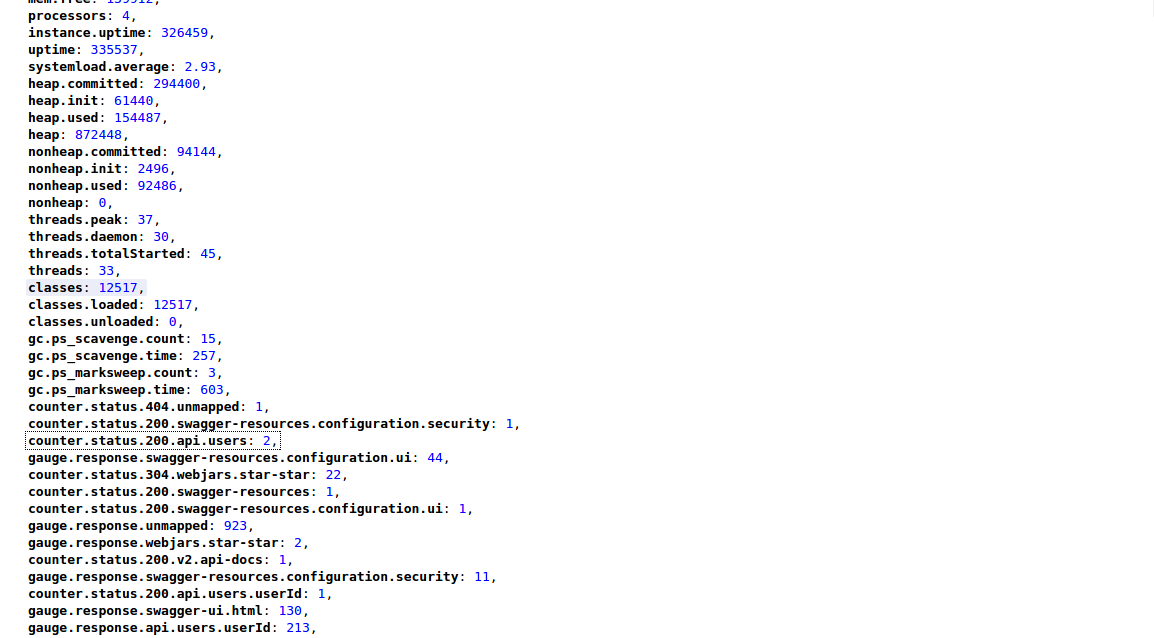 processors: 4,
instance.uptime: 326459,
uptime: 335537,
systemload.average: 2.93,
heap.committed: 294400,
heap.init: 61440,
heap.used: 154487,
heap: 872448,
nonheap.committed: 94144,
nonheap.init: 2496,
nonheap.used: 92486,
nonheap: 0,
threads.peak: 37,
threads.daemon: 30,
threads.totalStarted: 45,
threads: 33,
classes: 12517,
classes.loaded: 12517,
classes.unloaded: 0,
gc.ps_scavenge.count: 15,
gc.ps_scavenge.time: 257,
gc.ps_marksweep.count: 3,
gc.ps_marksweep.time: 603,
counter.status.404.unmapped: 1,
counter.status.200.swagger-resources.configuration.security: 1,
counter.status.200.api.users: 2,
gauge.response.swagger-resources.configuration.ui: 44,
counter.status.304.webjars.star-star: 22,
counter.status.200.swagger-resources: 1,
counter.status.200.swagger-resources.configuration.ui: 1,
gauge.response.unmapped: 923,
gauge.response.webjars.star-star: 2,
counter.status.200.v2.api-docs: 1,
gauge.response.swagger-resources.configuration.security: 11,
counter.status.200.api.users.userId: 1,
gauge.response.swagger-ui.html: 130,
gauge.response.api.users.userId: 213,